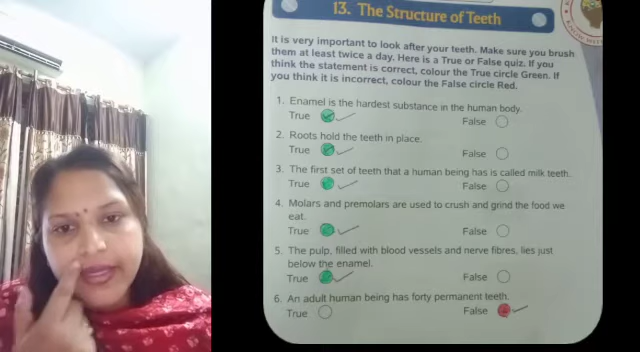 13. The Structure of Teeth
It is very important to look after your teeth. Make sure you brush
them at least twice a day. Here is a True or False quiz. If you
think the statement is correct, colour the True circle Green. If
you think it is incorrect, colour the False circle Red.
1. Enamel is the hardest substance in the human body.
True False
2. Roots hold the teeth in place.
True False
3. The first set of teeth that a human being has is called milk teeth.
True False
4. Molars and premolars are used to crush and grind the food we
eat.
True False
5. The pulp, filled with blood vessels and nerve fibres, lies just
below the enamel.
True False
6. An adult human being has forty permanent teeth.
True False